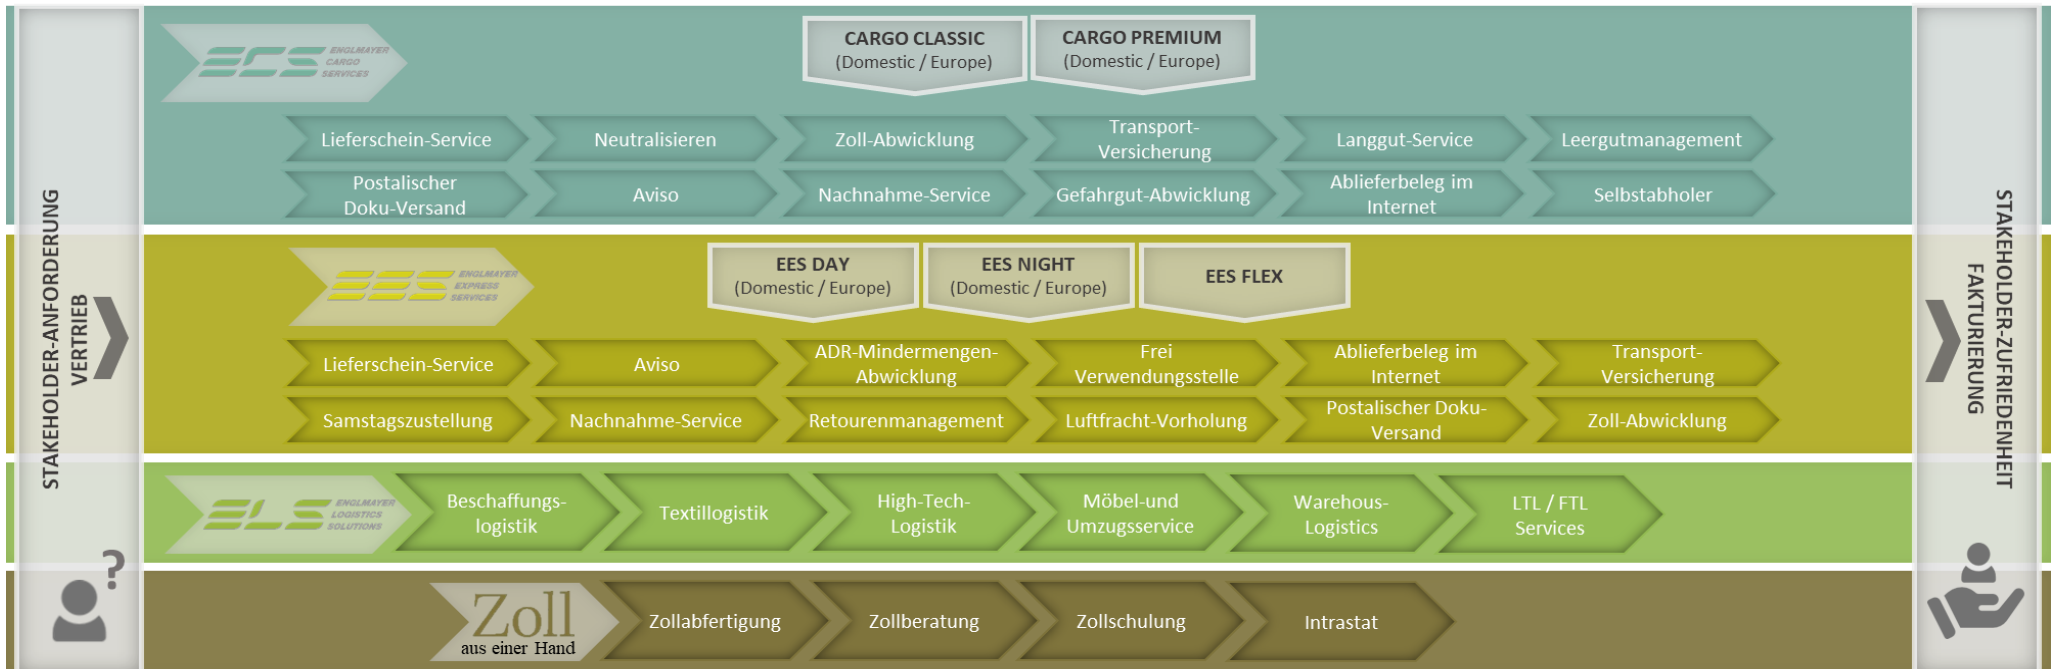 STAKEHOLDER-ANFORDERUNG
VERTRIEB
?
ECS ENGLMAYER
CARGO
SERVICES
CARGO CLASSIC
(Domestic / Europe)
CARGO PREMIUM
(Domestic / Europe)
Lieferschein-Service
Neutralisieren
Zoll-Abwicklung
Transport-
Versicherung
Langgut-Service
Leergutmanagement
Postalischer
Doku-Versand
Aviso
Nachnahme-Service
Gefahrgut-Abwicklung
Ablieferbeleg im
Internet
Selbstabholer
EES ENGLMAYER
EXPRESS
SERVICES
EES DAY
(Domestic / Europe)
EES NIGHT
(Domestic / Europe)
EES FLEX
Lieferschein-Service
Aviso
ADR-Mindermengen-
Abwicklung
Frei
Verwendungsstelle
Ablieferbeleg im
Internet
Transport-
Versicherung
Samstagszustellung
Nachnahme-Service
Retourenmanagement
Luftfracht-Vorholung
Postalischer Doku-
Versand
Zoll-Abwicklung
ELS ENGLMAYER
LOGISTICS
SOLUTIONS
Beschaffungs-
logistik
Textillogistik
High-Tech-
Logistik
Möbel-und
Umzugsservice
Warehous-
Logistics
LTL / FTL
Services
Zoll
aus einer Hand
Zollabfertigung
Zollberatung
Zollschulung
Intrastat
STAKEHOLDER-ZUFRIEDENHEIT
FAKTURIERUNG